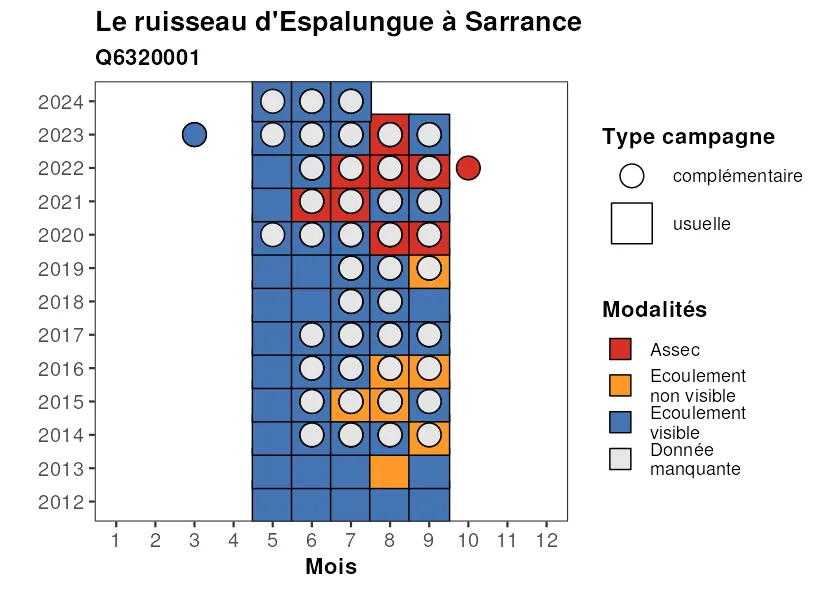 Le ruisseau d'Espalungue à Sarrance
Q6320001
2024
2023
2022
2021
2020
2019
2018
2017
2016
2015
2014
2013
2012
1 2 3 4 5 6 7 8 9 10 11 12
Mois
Type campagne
complémentaire
usuelle
Modalités
Assec
Ecoulement
non visible
Ecoulement
visible
Donnée
manquante